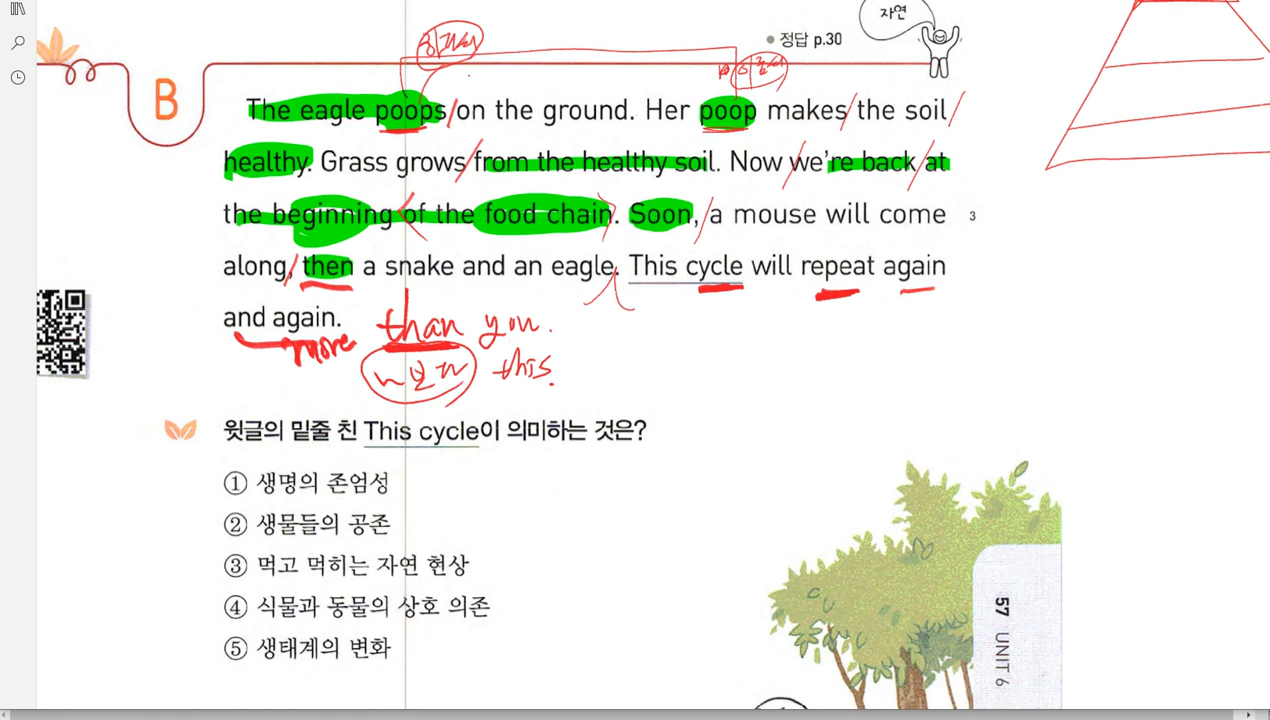 자연
정답 p.30
B
The eagle poops on the ground. Her poop makes the soil
healthy. Grass grows from the healthy soil. Now we're back at
the beginning of the food chain. Soon, a mouse will come
3
along, then a snake and an eagle. This cycle will repeat again
and again.
more
than you.
this.
윗글의 밑줄 친 This cycle이 의미하는 것은?
① 생명의 존엄성
② 생물들의 공존
③ 먹고 먹히는 자연 현상
④ 식물과 동물의 상호 의존
⑤ 생태계의 변화
57 UNIT 6